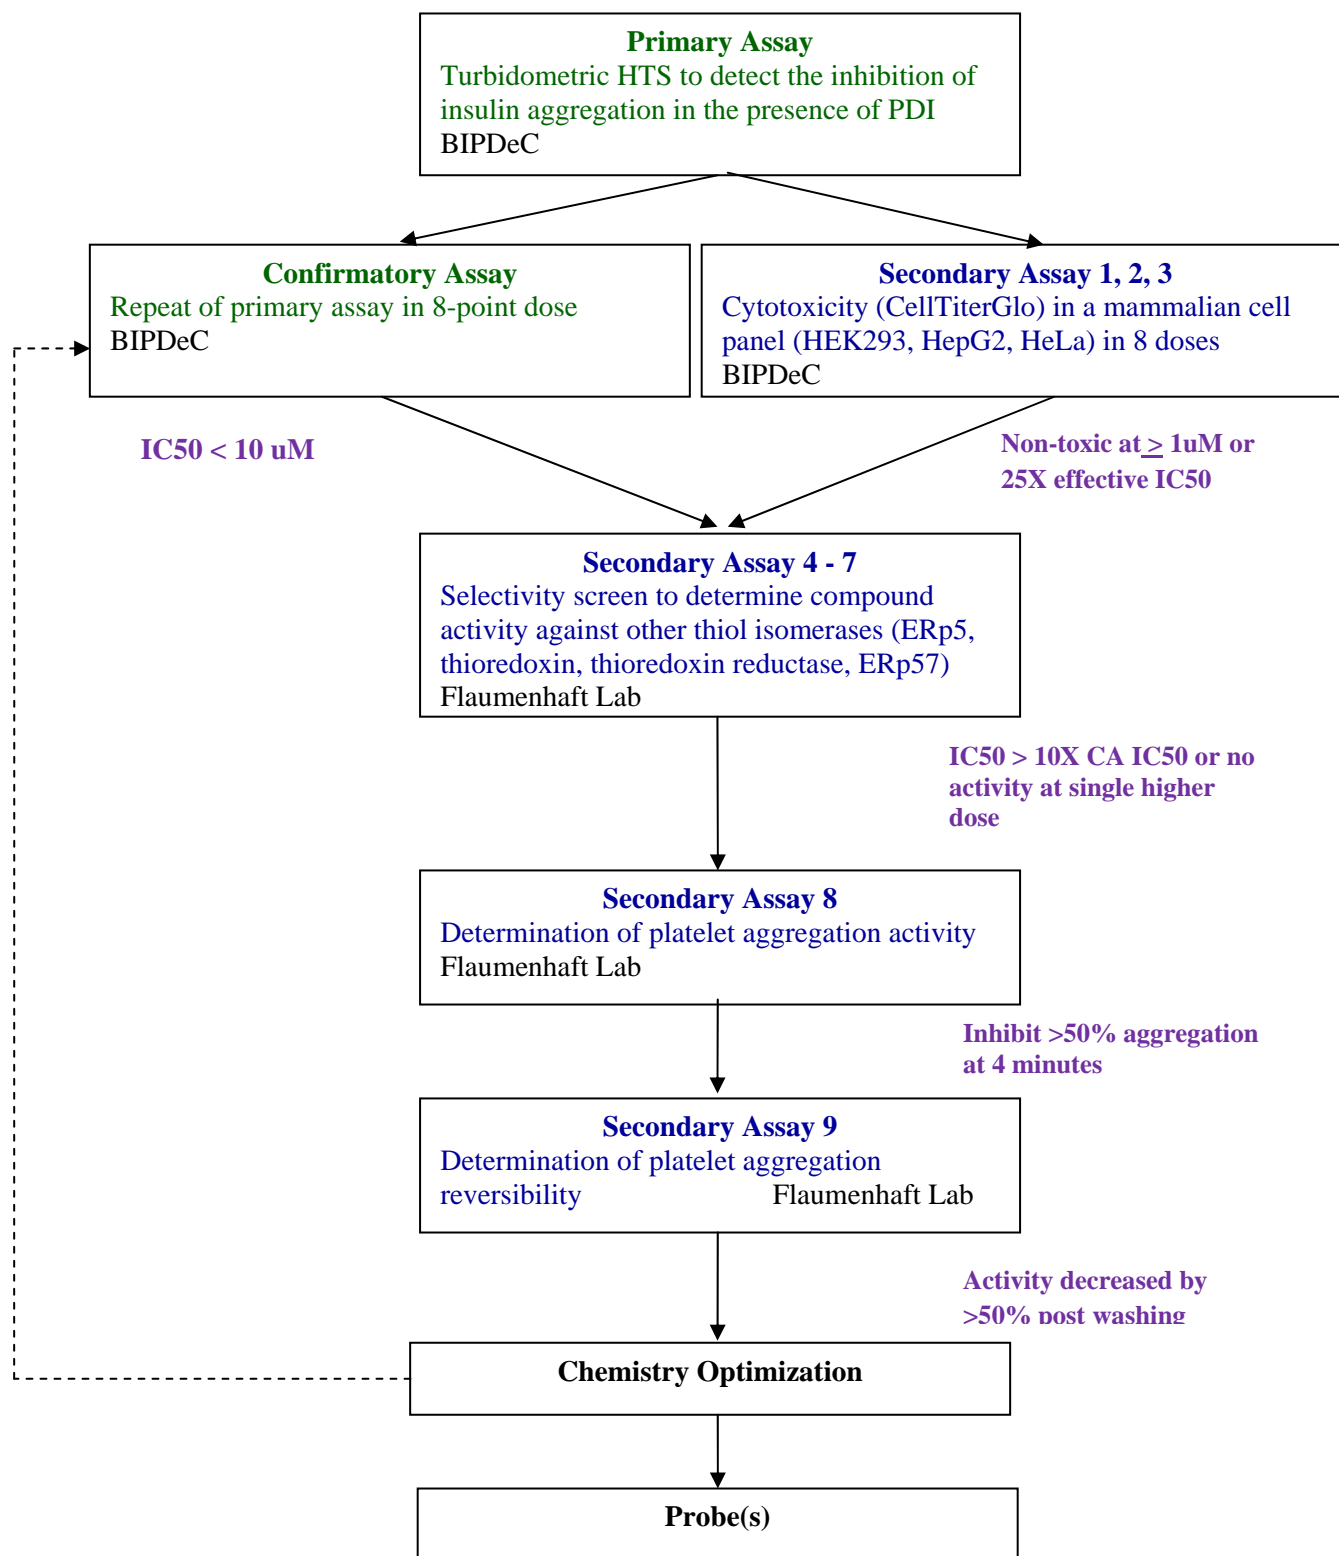 Primary Assay
Turbidometric HTS to detect the inhibition of
insulin aggregation in the presence of PDI
BIPDeC
Confirmatory Assay
Repeat of primary assay in 8-point dose
BIPDeC
Secondary Assay 1, 2, 3
Cytotoxicity (CellTiterGlo) in a mammalian cell
panel (HEK293, HepG2, HeLa) in 8 doses
BIPDeC
IC50 < 10 uM
Non-toxic at ≥ 1uM or
25X effective IC50
Secondary Assay 4 - 7
Selectivity screen to determine compound
activity against other thiol isomerases (ERp5,
thioredoxin, thioredoxin reductase, ERp57)
Flaumenhaft Lab
IC50 > 10X CA IC50 or no
activity at single higher
dose
Secondary Assay 8
Determination of platelet aggregation activity
Flaumenhaft Lab
Inhibit >50% aggregation
at 4 minutes
Secondary Assay 9
Determination of platelet aggregation
reversibility Flaumenhaft Lab
Activity decreased by
>50% post washing
Chemistry Optimization
Probe(s)